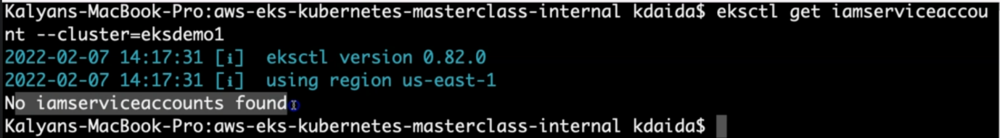 Kalyans-MacBook-Pro:aws-eks-kubernetes-masterclass-internal kdaida$ eksctl get iamserviceaccou
nt --cluster=eksdemo1
2022-02-07 14:17:31 [ℹ]  eksctl version 0.82.0
2022-02-07 14:17:31 [ℹ]  using region us-east-1
No iamserviceaccounts found
Kalyans-MacBook-Pro:aws-eks-kubernetes-masterclass-internal kdaida$